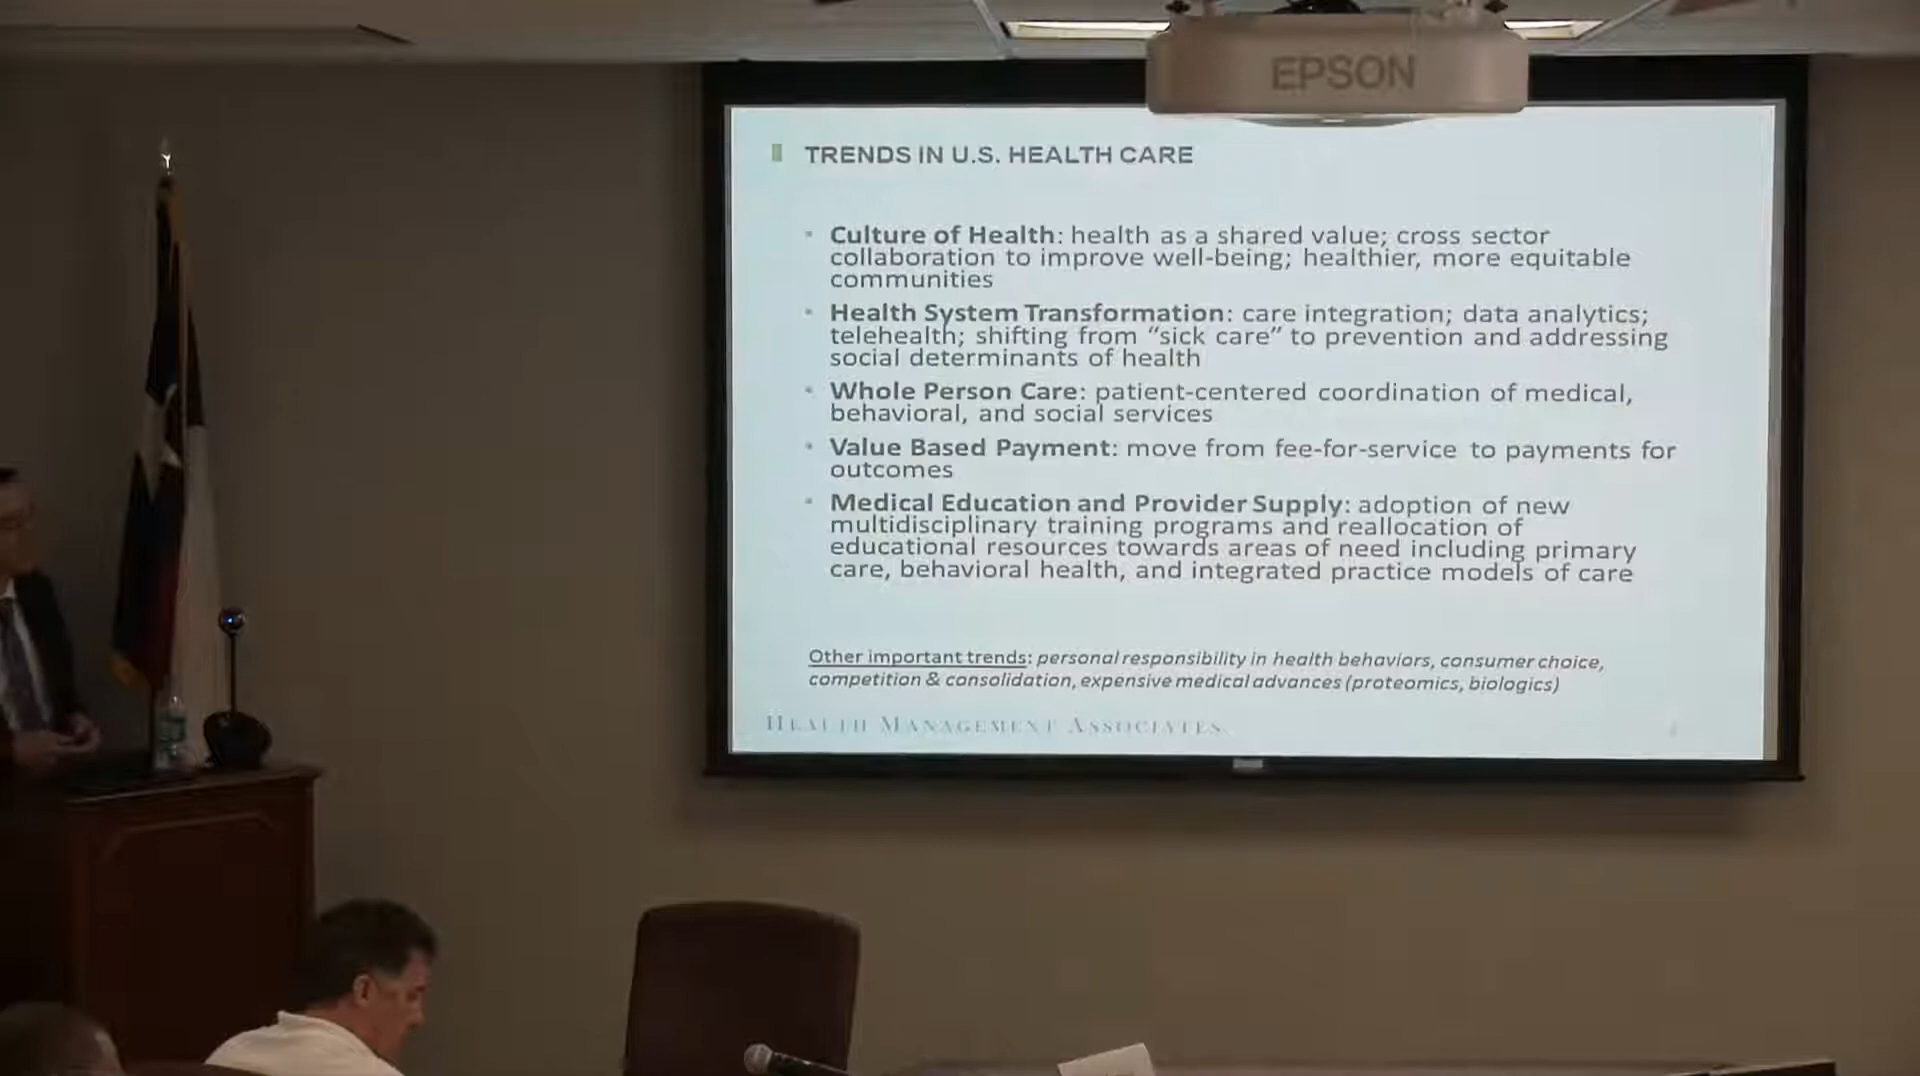 EPSON
TRENDS IN U.S. HEALTH CARE
Culture of Health: health as a shared value; cross sector
collaboration to improve well-being; healthier, more equitable
communities
Health System Transformation: care integration; data analytics;
telehealth; shifting from “sick care” to prevention and addressing
social determinants of health
Whole Person Care: patient-centered coordination of medical,
behavioral, and social services
Value Based Payment: move from fee-for-service to payments for
outcomes
Medical Education and Provider Supply: adoption of new
multidisciplinary training programs and reallocation of
educational resources towards areas of need including primary
care, behavioral health, and integrated practice models of care
Other important trends: personal responsibility in health behaviors, consumer choice,
competition & consolidation, expensive medical advances (proteomics, biologics)
HEALTH MANAGEMENT ASSOCIATES